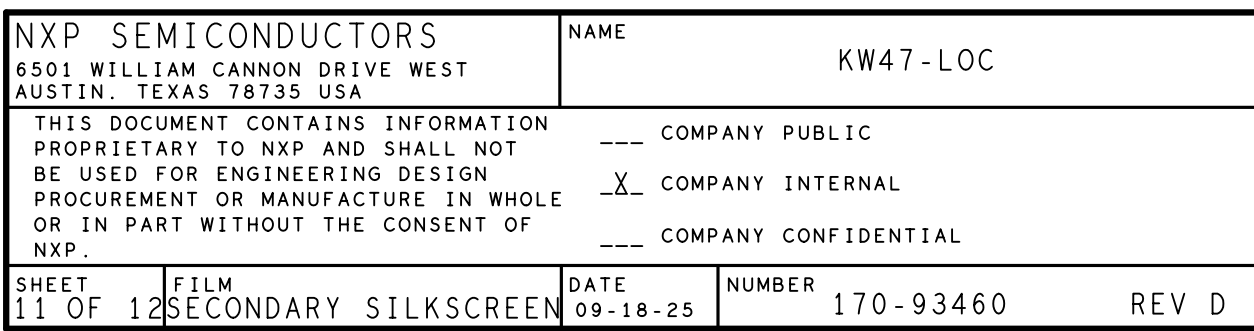 NXP SEMICONDUCTORS
6501 WILLIAM CANNON DRIVE WEST
AUSTIN. TEXAS 78735 USA
NAME
KW47-LOC
THIS DOCUMENT CONTAINS INFORMATION
PROPRIETARY TO NXP AND SHALL NOT
BE USED FOR ENGINEERING DESIGN
PROCUREMENT OR MANUFACTURE IN WHOLE
OR IN PART WITHOUT THE CONSENT OF
NXP.
___ COMPANY PUBLIC
_X_ COMPANY INTERNAL
___ COMPANY CONFIDENTIAL
SHEET
11 OF 12
FILM
SECONDARY SILKSCREEN
DATE
09-18-25
NUMBER
170-93460 REV D